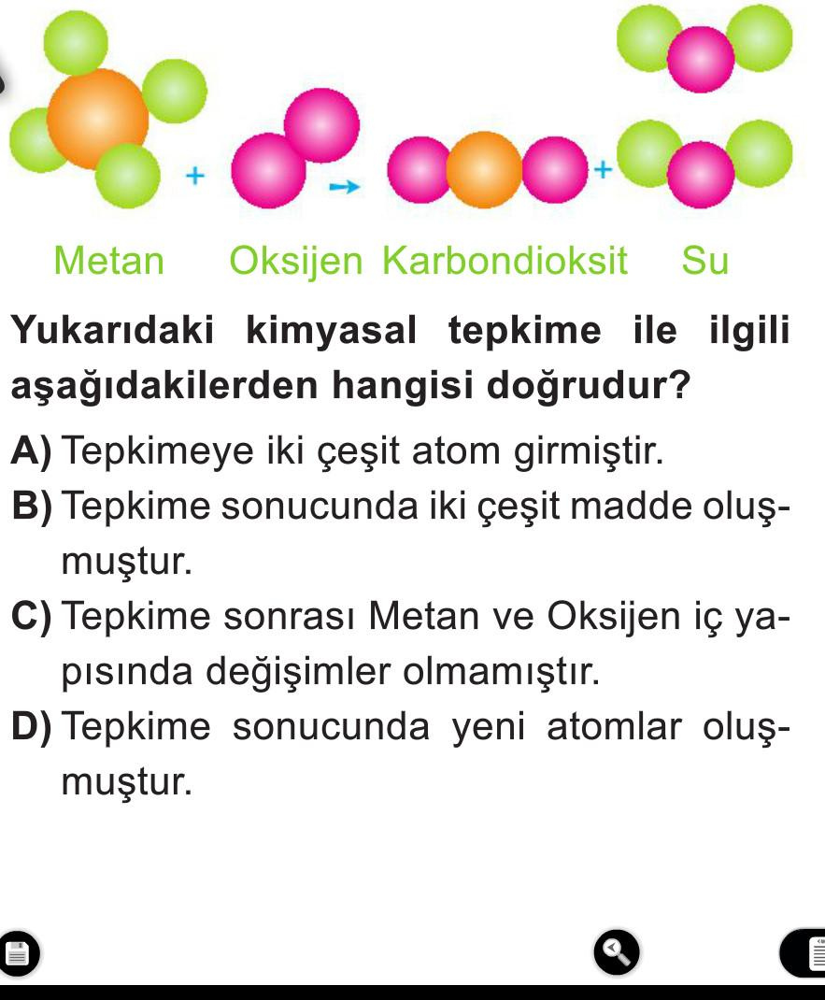 + + 
Metan Oksijen Karbondioksit Su
Yukarıdaki kimyasal tepkime ile ilgili
aşağıdakilerden hangisi doğrudur?
A) Tepkimeye iki çeşit atom girmiştir.
B) Tepkime sonucunda iki çeşit madde oluş-
muştur.
C) Tepkime sonrası Metan ve Oksijen iç ya-
pısında değişimler olmamıştır.
D) Tepkime sonucunda yeni atomlar oluş-
muştur.